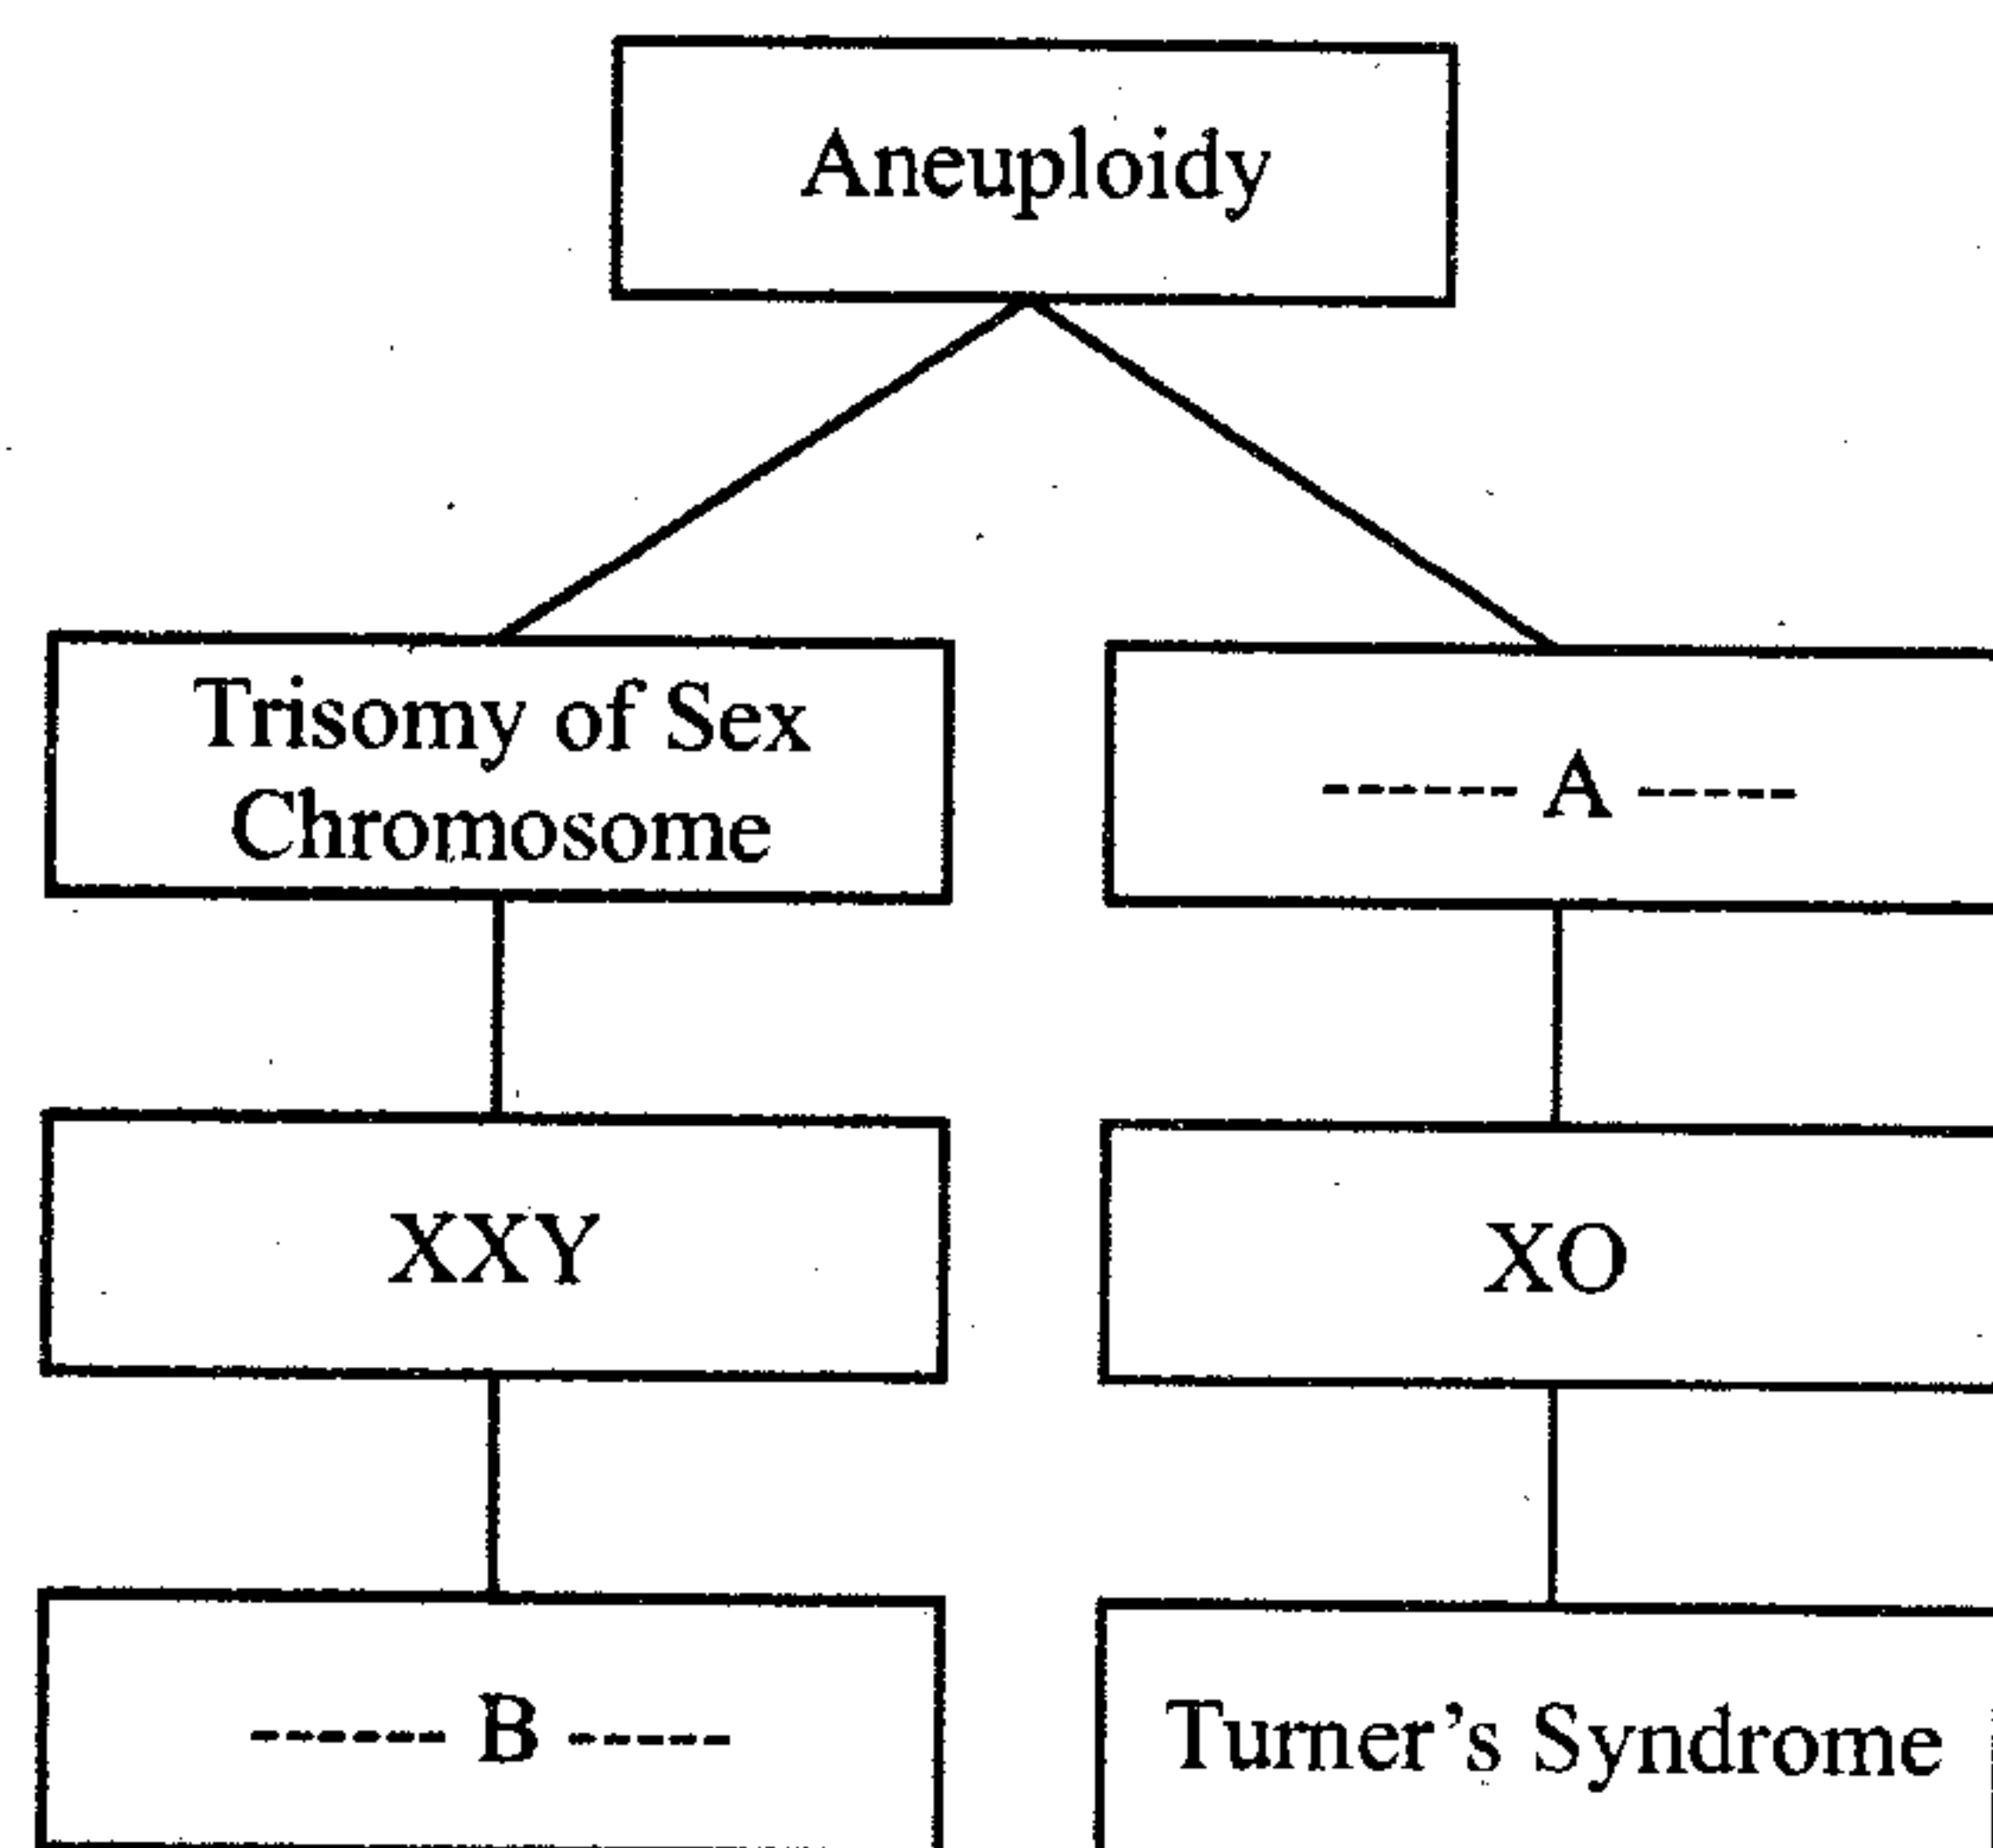 Aneuploidy
Trisomy of Sex
Chromosome
------ A -----
XXY
XO
------ B -----
Turner's Syndrome